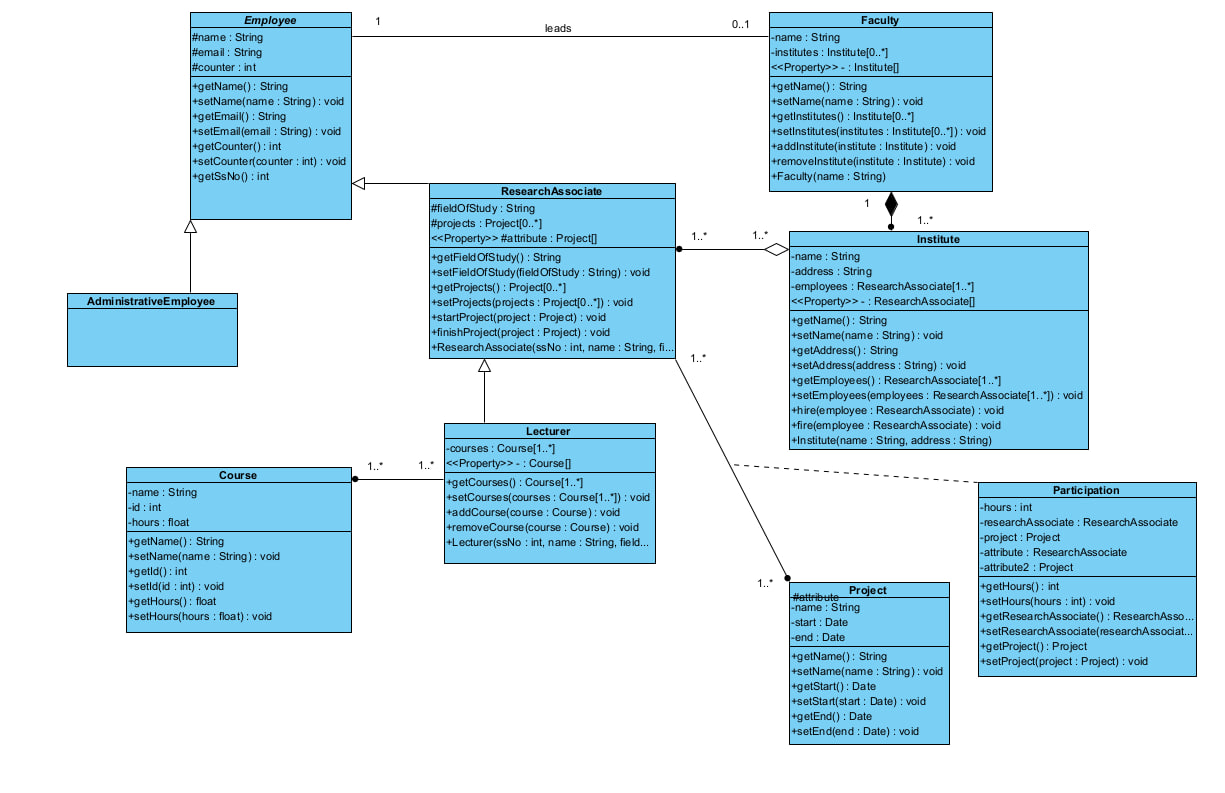 Employee
#name : String
#email : String
#counter : int
+getName() : String
+setName(name : String) : void
+getEmail() : String
+setEmail(email : String) : void
+getCounter() : int
+setCounter(counter : int) : void
+getSsNo() : int
1
leads
0..1
Faculty
-name : String
-institutes : Institute[0..*]
<<Property>> - : Institute[]
+getName() : String
+setName(name : String) : void
+getInstitutes() : Institute[0..*]
+setInstitutes(institutes : Institute[0..*]) : void
+addInstitute(institute : Institute) : void
+removeInstitute(institute : Institute) : void
+Faculty(name : String)
1
1..*
ResearchAssociate
#fieldOfStudy : String
#projects : Project[0..*]
<<Property>> #attribute : Project[]
+getFieldOfStudy() : String
+setFieldOfStudy(fieldOfStudy : String) : void
+getProjects() : Project[0..*]
+setProjects(projects : Project[0..*]) : void
+startProject(project : Project) : void
+finishProject(project : Project) : void
+ResearchAssociate(ssNo : int, name : String, fi...
1..*
1..*
Institute
-name : String
-address : String
-employees : ResearchAssociate[1..*]
<<Property>> - : ResearchAssociate[]
+getName() : String
+setName(name : String) : void
+getAddress() : String
+setAddress(address : String) : void
+getEmployees() : ResearchAssociate[1..*]
+setEmployees(employees : ResearchAssociate[1..*]) : void
+hire(employee : ResearchAssociate) : void
+fire(employee : ResearchAssociate) : void
+Institute(name : String, address : String)
AdministrativeEmployee
1..*
Lecturer
-courses : Course[1..*]
<<Property>> - : Course[]
+getCourses() : Course[1..*]
+setCourses(courses : Course[1..*]) : void
+addCourse(course : Course) : void
+removeCourse(course : Course) : void
+Lecturer(ssNo : int, name : String, field...
1..*
1..*
Course
-name : String
-id : int
-hours : float
+getName() : String
+setName(name : String) : void
+getId() : int
+setId(id : int) : void
+getHours() : float
+setHours(hours : float) : void
Participation
-hours : int
-researchAssociate : ResearchAssociate
-project : Project
-attribute : ResearchAssociate
-attribute2 : Project
+getHours() : int
+setHours(hours : int) : void
+getResearchAssociate() : ResearchAsso...
+setResearchAssociate(researchAssociat...
+getProject() : Project
+setProject(project : Project) : void
1..*
Project
#attribute
-name : String
-start : Date
-end : Date
+getName() : String
+setName(name : String) : void
+getStart() : Date
+setStart(start : Date) : void
+getEnd() : Date
+setEnd(end : Date) : void